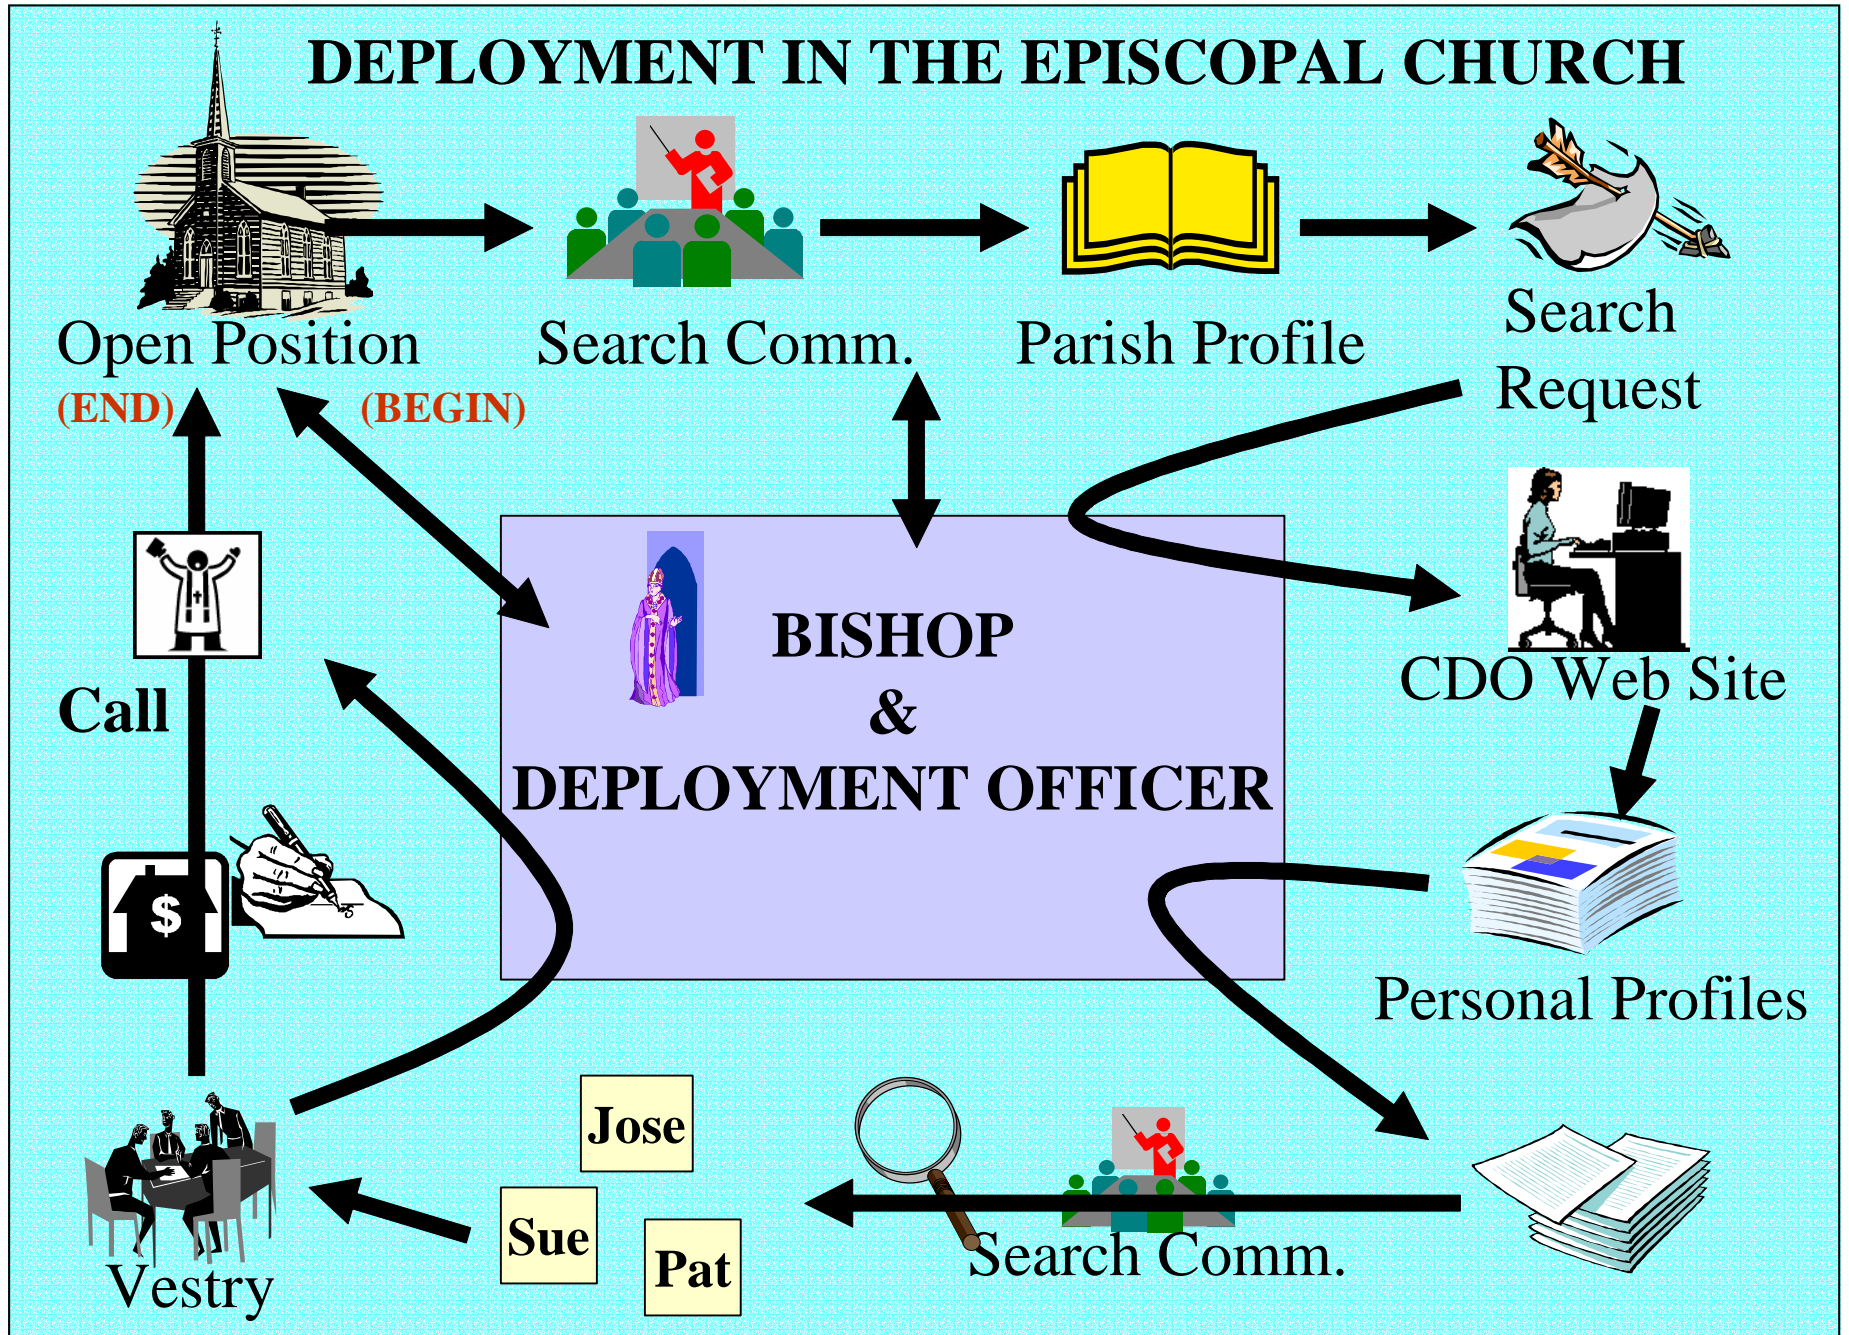 DEPLOYMENT IN THE EPISCOPAL CHURCH
Open Position
(END)
(BEGIN)
Search Comm.
Parish Profile
Search
Request
BISHOP
&
DEPLOYMENT OFFICER
CDO Web Site
Call
$
Personal Profiles
Jose
Sue
Pat
Search Comm.
Vestry